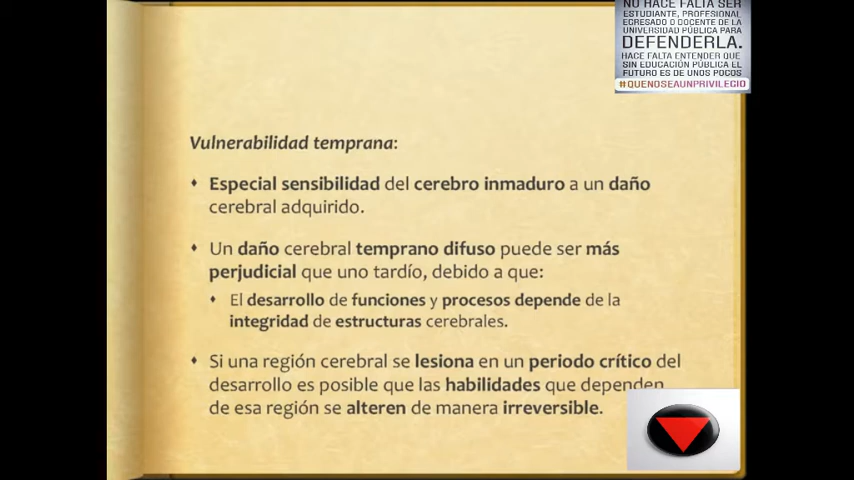 NO HACE FALTA SER
ESTUDIANTE, PROFESIONAL
EGRESADO O DOCENTE DE LA
UNIVERSIDAD PÚBLICA PARA
DEFENDERLA.
HACE FALTA ENTENDER QUE
SIN EDUCACIÓN PÚBLICA EL
FUTURO ES DE UNOS POCOS
#QUENOSEAUNPRIVILEGIO
Vulnerabilidad temprana:
Especial sensibilidad del cerebro inmaduro a un daño
cerebral adquirido.
Un daño cerebral temprano difuso puede ser más
perjudicial que uno tardío, debido a que:
El desarrollo de funciones y procesos depende de la
integridad de estructuras cerebrales.
Si una región cerebral se lesiona en un periodo crítico del
desarrollo es posible que las habilidades que dependen
de esa región se alteren de manera irreversible.